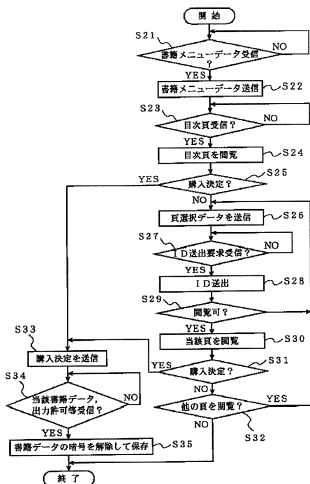 開 始
S21
書籍メニューデータ受信
?
NO
YES
書籍メニューデータ送信
S22
S23
目次頁受信?
NO
YES
目次頁を閲覧
S24
S25
購入決定?
YES
NO
頁選択データを送信
S26
S27
ID送出要求受信?
NO
YES
ID送出
S28
S29
閲覧可?
YES
当該頁を閲覧
S30
S31
購入決定?
YES
NO
S33
購入決定を送信
S34
当該書籍データ,
出力許可等受信?
NO
YES
他の頁を閲覧?
YES
NO
S32
書籍データの暗号を解除して保存
S35
終 了